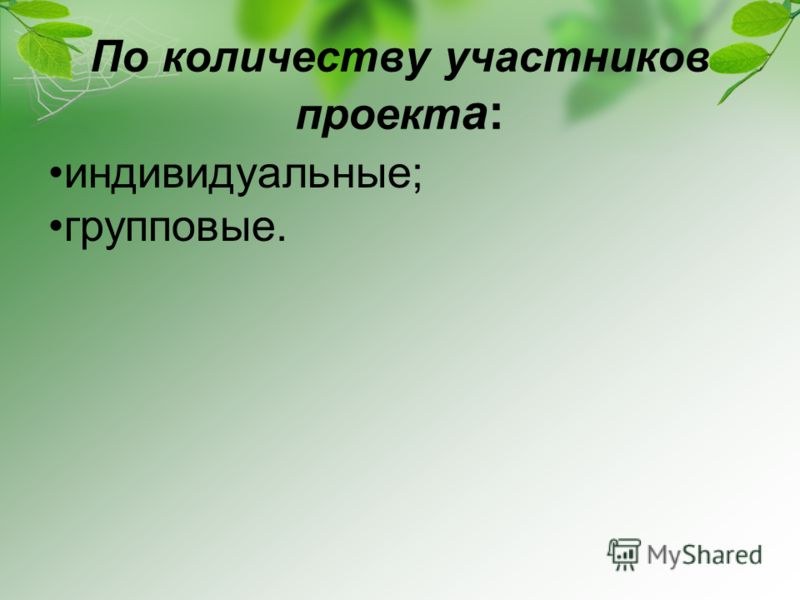 По количеству участников
проекта:
•индивидуальные;
•групповые.
MyShared